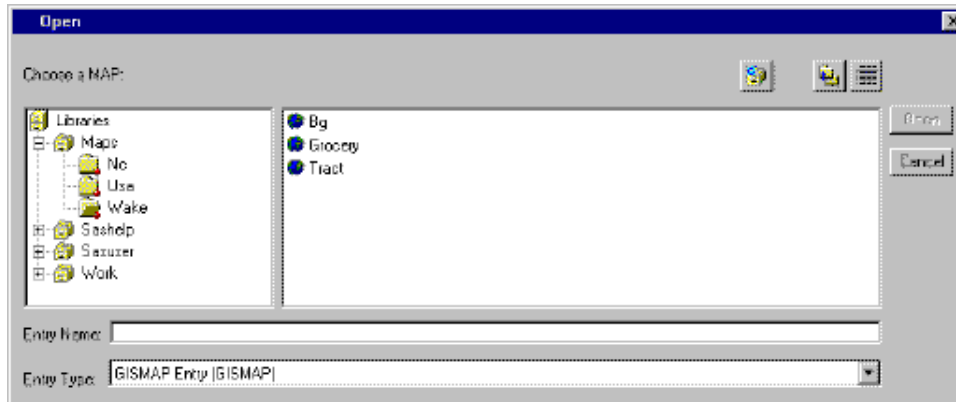 Open
Choose a MAP:
Libraries
Maps
Nc
Usa
Wake
Sashelp
Sasuser
Work
Bg
Grocery
Tract
Open
Cancel
Entry Name:
Entry Type: GISMAP Entry (GISMAP)